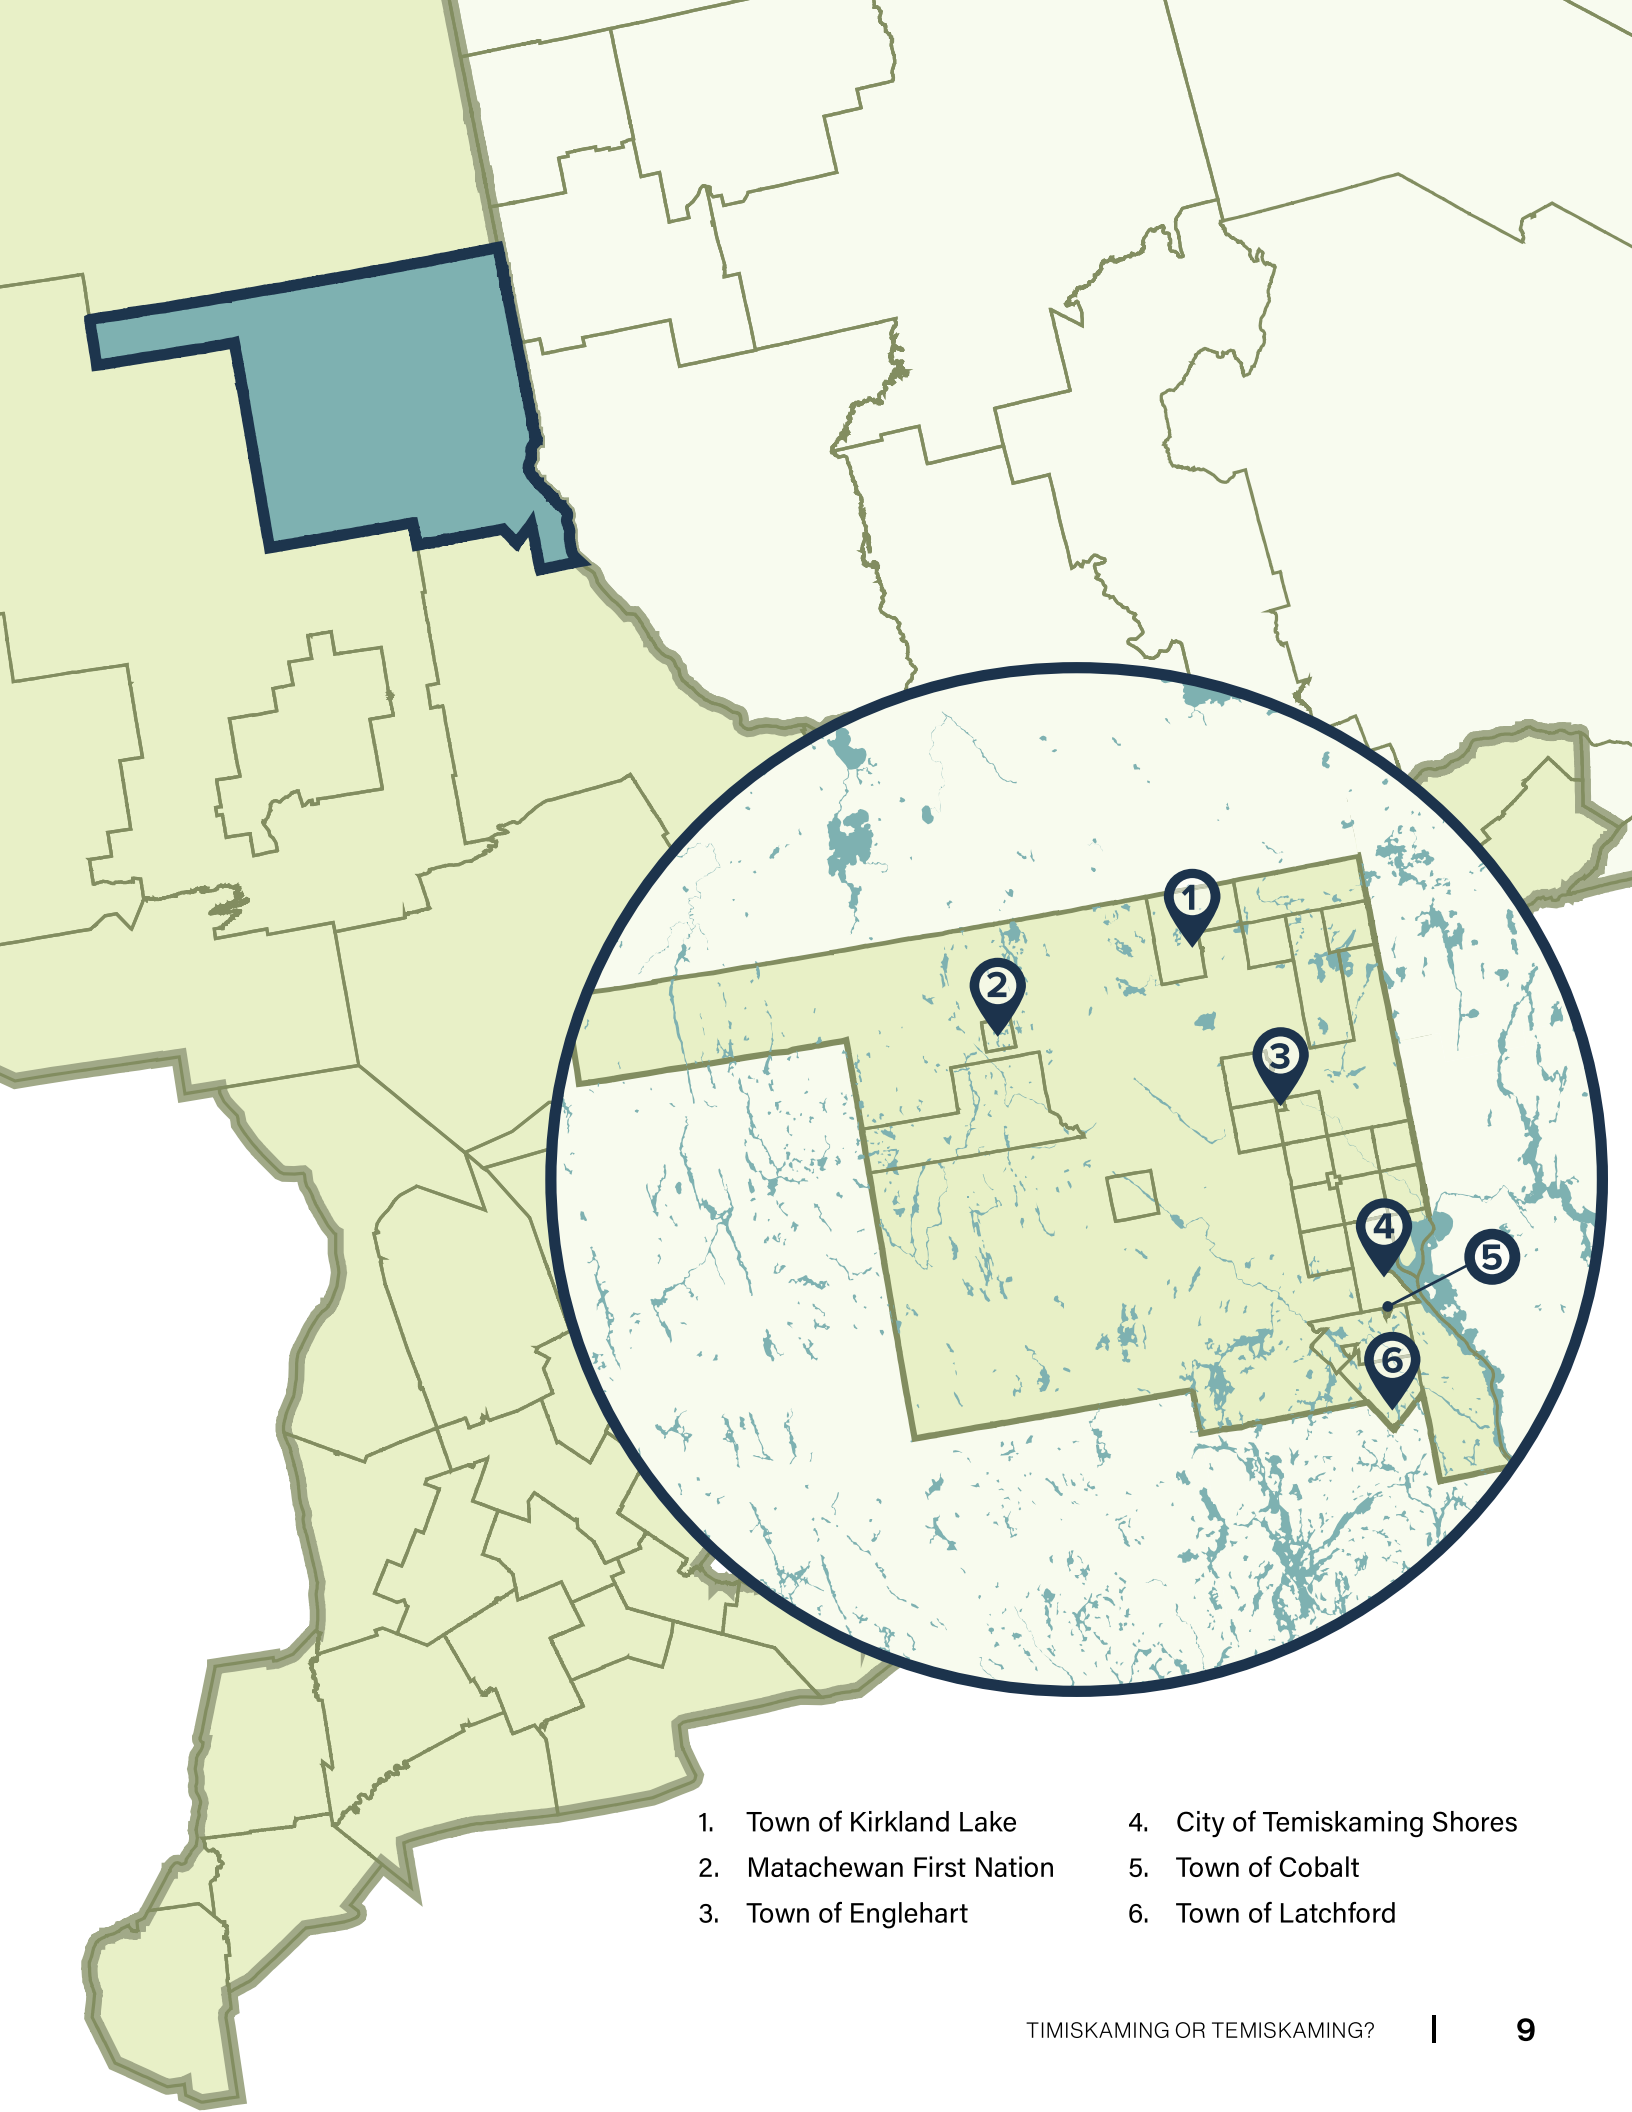 1
2
3
4
5
6
1. Town of Kirkland Lake
2. Matachewan First Nation
3. Town of Englehart
4. City of Temiskaming Shores
5. Town of Cobalt
6. Town of Latchford
TIMISKAMING OR TEMISKAMING? | 9